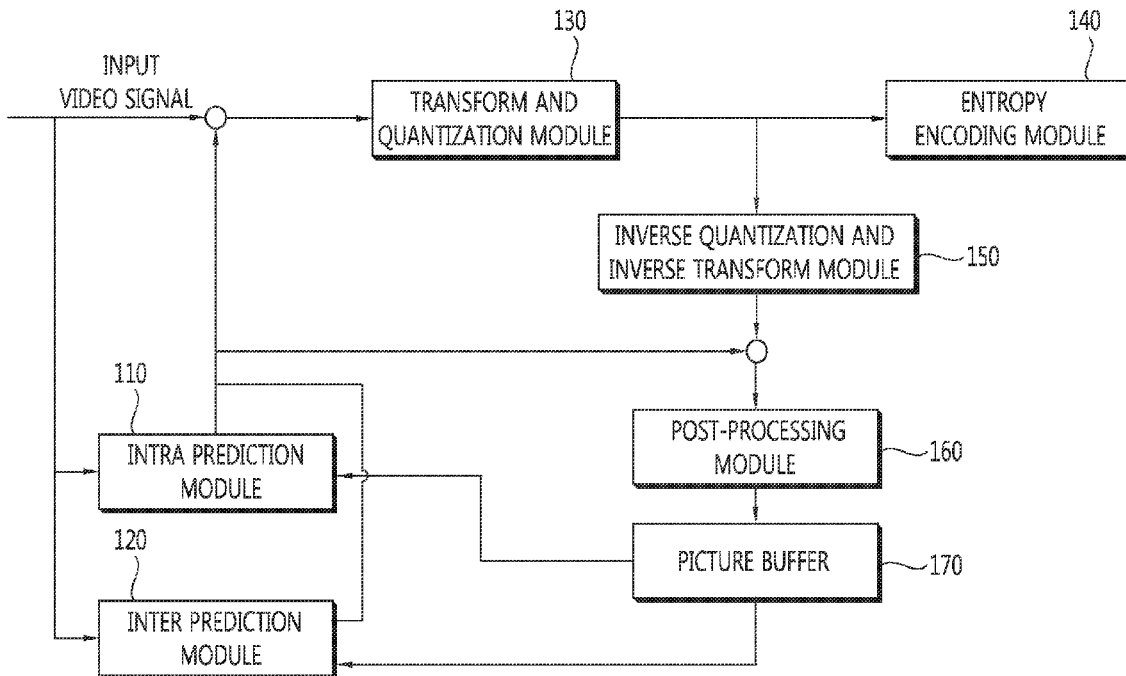 130
140
INPUT
VIDEO SIGNAL
TRANSFORM AND
QUANTIZATION MODULE
ENTROPY
ENCODING MODULE
INVERSE QUANTIZATION AND
INVERSE TRANSFORM MODULE
150
110
INTRA PREDICTION
MODULE
POST-PROCESSING
MODULE
160
120
INTER PREDICTION
MODULE
PICTURE BUFFER
170